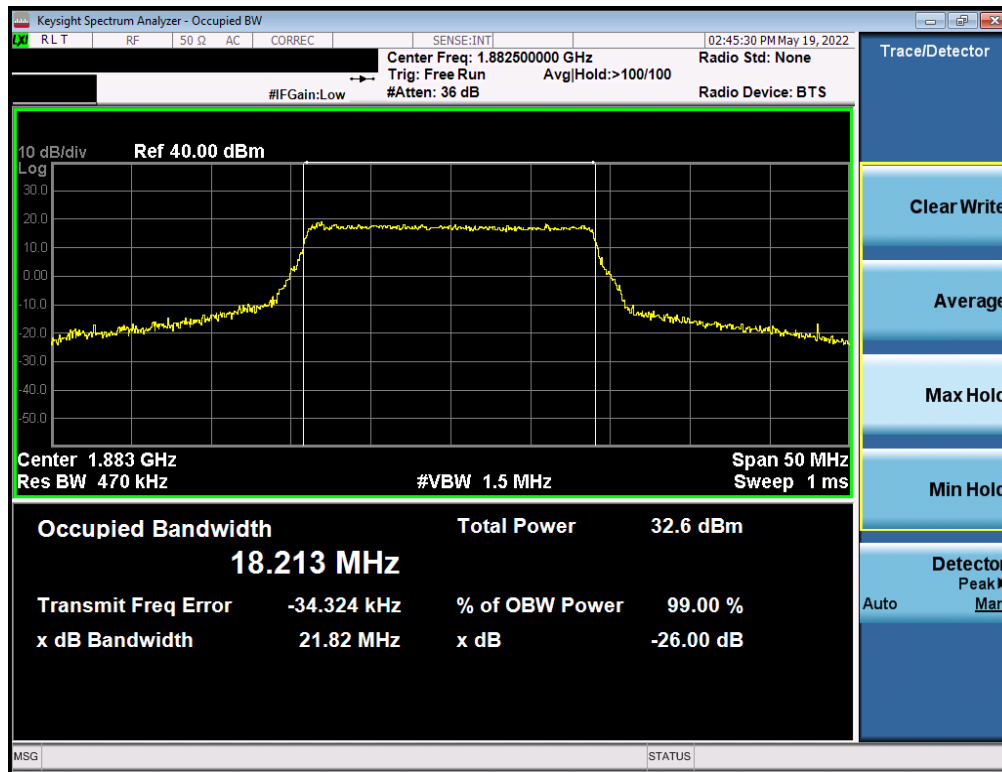 Keysight Spectrum Analyzer - Occupied BW
LXI RLT RF 50 Ω AC CORREC SENSE:INT 02:45:30 PM May 19, 2022
Center Freq: 1.882500000 GHz Radio Std: None
Trig: Free Run Avg|Hold:>100/100
#IFGain:Low #Atten: 36 dB Radio Device: BTS
10 dB/div Ref 40.00 dBm
Log
30.0
20.0
10.0
0.00
-10.0
-20.0
-30.0
-40.0
-50.0
Center 1.883 GHz Span 50 MHz
Res BW 470 kHz #VBW 1.5 MHz Sweep 1 ms
Occupied Bandwidth Total Power 32.6 dBm
18.213 MHz
Transmit Freq Error -34.324 kHz % of OBW Power 99.00 %
x dB Bandwidth 21.82 MHz x dB -26.00 dB
MSG STATUS
Trace/Detector
Clear Write
Average
Max Hold
Min Hold
Detector
Peak
Auto Man